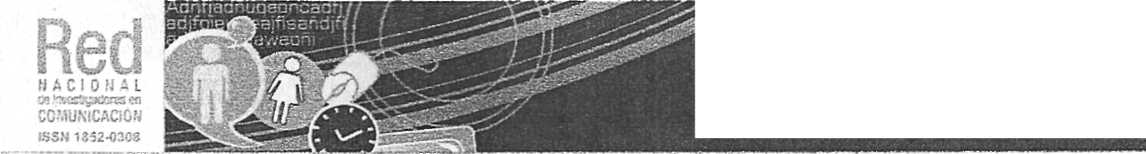 Red
NACIONAL
de Investigadores en
COMUNICACIÓN
ISSN 1852-0308